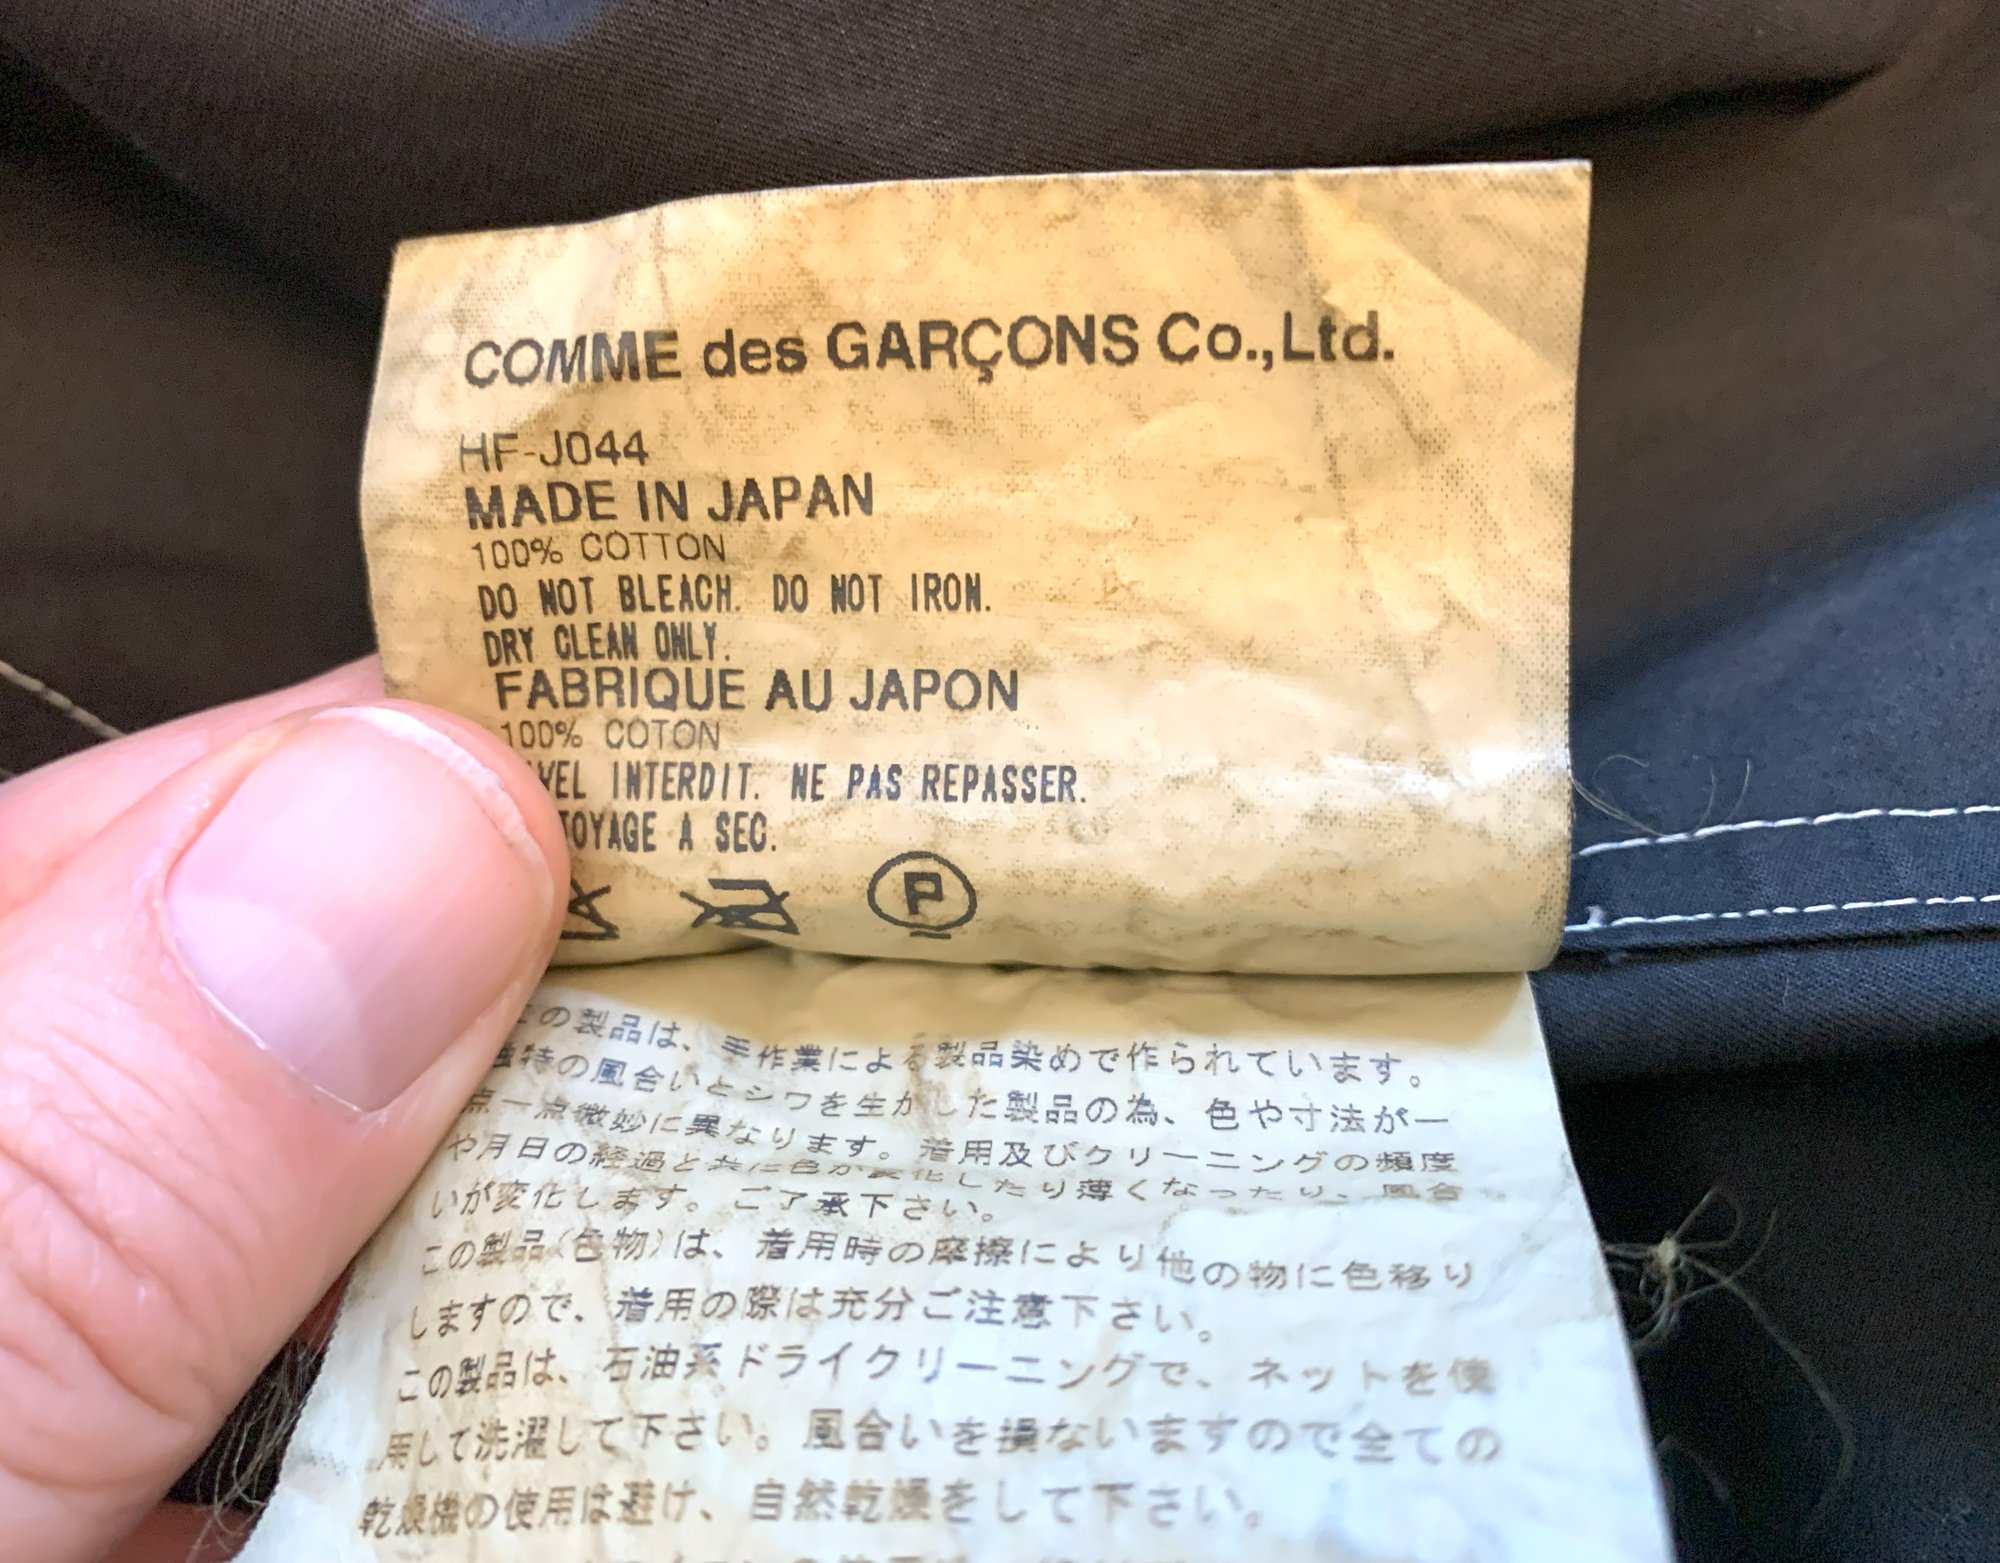 COMME des GARÇONS Co.,Ltd.
HF-J044
MADE IN JAPAN
100% COTTON
DO NOT BLEACH. DO NOT IRON.
DRY CLEAN ONLY.
FABRIQUE AU JAPON
100% COTON
INTERDIT. NE PAS REPASSER.
A SEC.
P
の製品は、手作業による製品染めで作られています。
特の風合いとシワを生かした製品の為、色や寸法が一
点一点微妙に異なります。着用及びクリーニングの頻度
や月日の経過と共に色が変化したり薄くなったり、風合
いが変化します。ご了承下さい。
この製品(色物)は、着用時の摩擦により他の物に色移り
しますので、着用の際は充分ご注意下さい。
この製品は、石油系ドライクリーニングで、ネットを使
用して洗濯して下さい。風合いを損ないますので全ての
乾燥機の使用は避け、自然乾燥をして下さい。